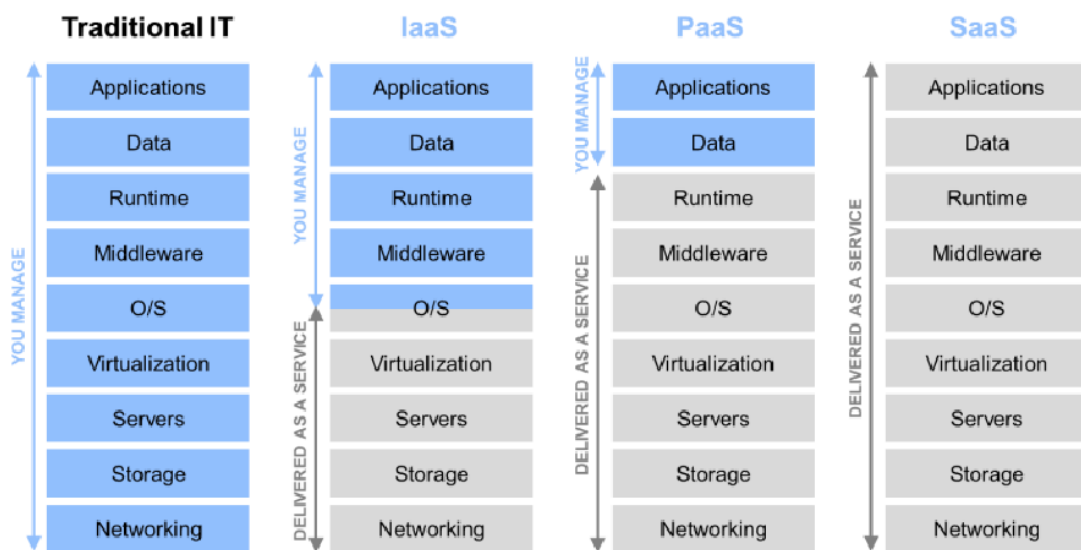 Traditional IT
YOU MANAGE
Applications
Data
Runtime
Middleware
O/S
Virtualization
Servers
Storage
Networking
IaaS
YOU MANAGE
DELIVERED AS A SERVICE
Applications
Data
Runtime
Middleware
O/S
Virtualization
Servers
Storage
Networking
PaaS
YOU MANAGE
DELIVERED AS A SERVICE
Applications
Data
Runtime
Middleware
O/S
Virtualization
Servers
Storage
Networking
SaaS
DELIVERED AS A SERVICE
Applications
Data
Runtime
Middleware
O/S
Virtualization
Servers
Storage
Networking